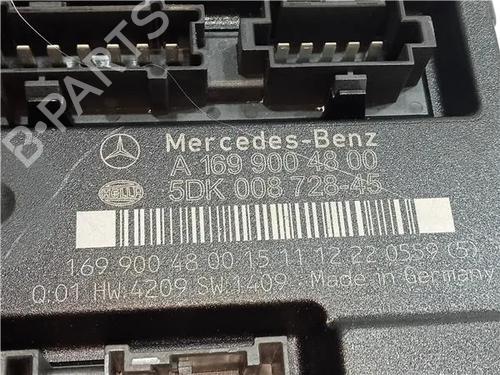 B-PARTS
Mercedes-Benz
A 169 900 48 00
HELLA
5DK 008 728-45
169 900 48 00 15 11 12 22 0559 (5)
Q:01 HW:4209 SW:1409 · Made in Germany